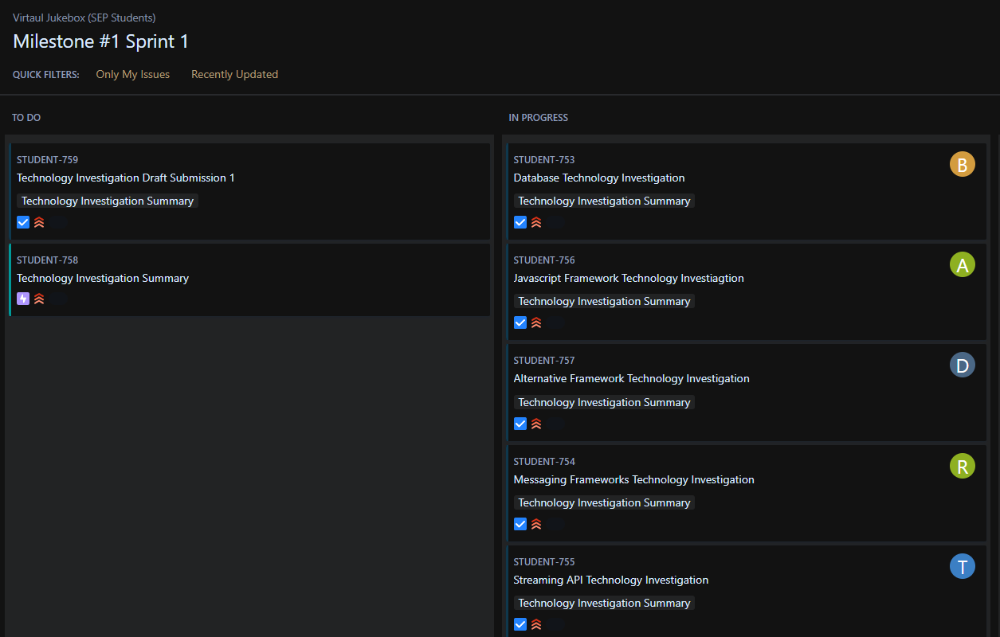 Virtaul Jukebox (SEP Students)
Milestone #1 Sprint 1
QUICK FILTERS: Only My Issues Recently Updated
TO DO
STUDENT-759
Technology Investigation Draft Submission 1
Technology Investigation Summary
STUDENT-758
Technology Investigation Summary
IN PROGRESS
STUDENT-753
B
Database Technology Investigation
Technology Investigation Summary
STUDENT-756
A
Javascript Framework Technology Investiagtion
Technology Investigation Summary
STUDENT-757
D
Alternative Framework Technology Investigation
Technology Investigation Summary
STUDENT-754
R
Messaging Frameworks Technology Investigation
Technology Investigation Summary
STUDENT-755
T
Streaming API Technology Investigation
Technology Investigation Summary